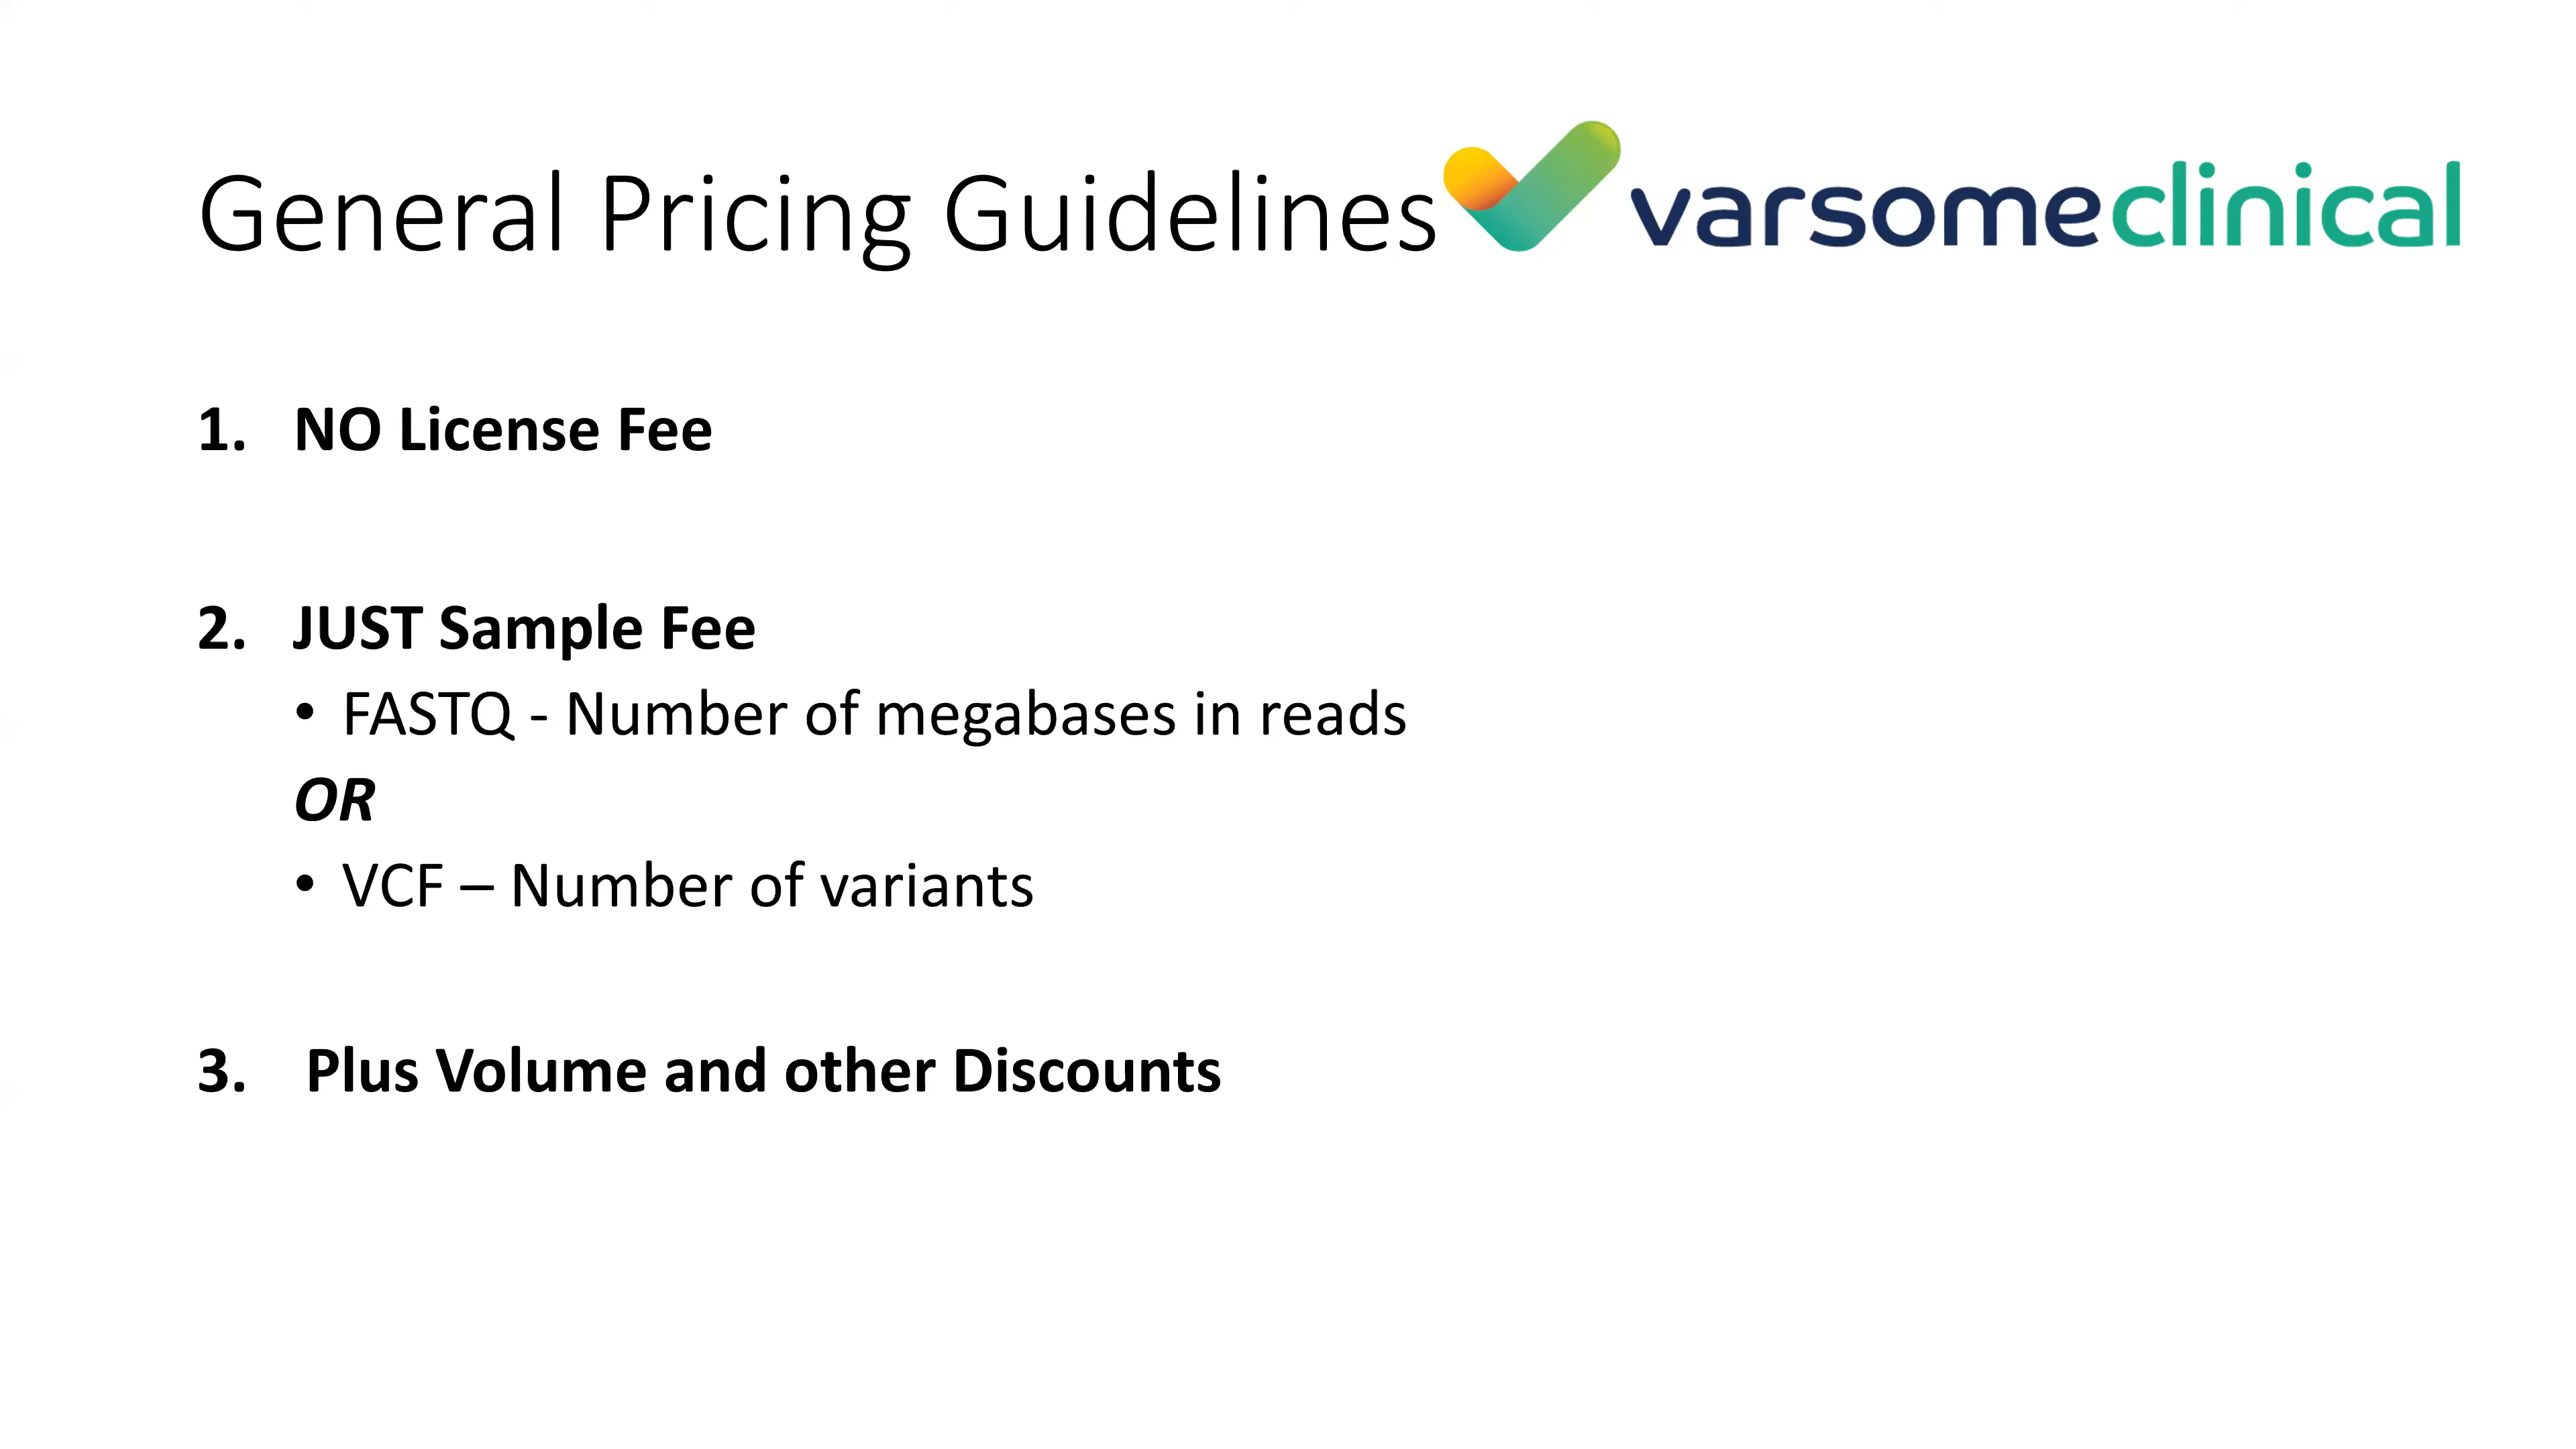 General Pricing Guidelines varsomeclinical
1. NO License Fee
2. JUST Sample Fee
• FASTQ - Number of megabases in reads
OR
• VCF – Number of variants
3. Plus Volume and other Discounts